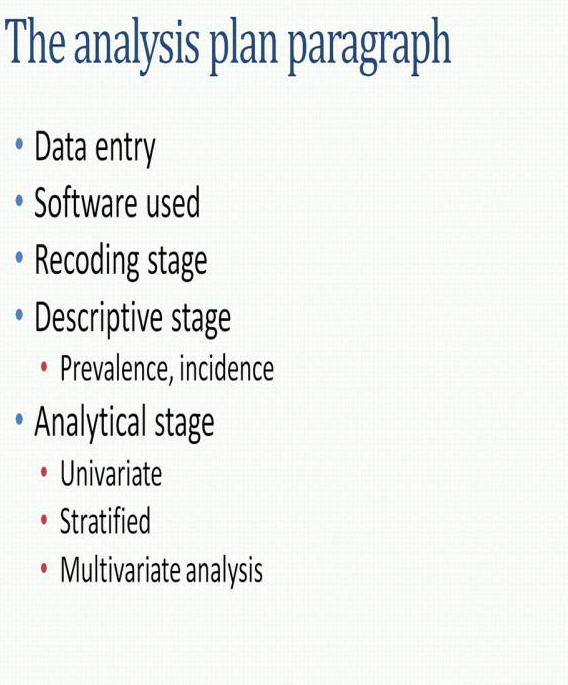 The analysis plan paragraph
• Data entry
• Software used
• Recoding stage
• Descriptive stage
• Prevalence, incidence
• Analytical stage
• Univariate
• Stratified
• Multivariate analysis